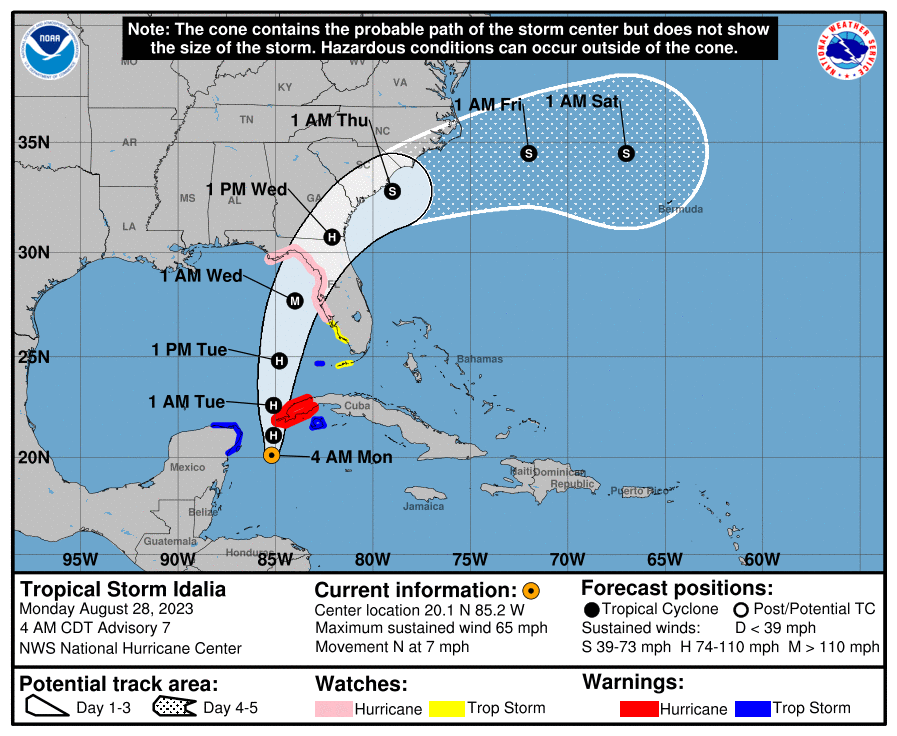 Note: The cone contains the probable path of the storm center but does not show
the size of the storm. Hazardous conditions can occur outside of the cone.
NOAA
NATIONAL WEATHER SERVICE
MO
KY
WV
VA
1 AM Fri
1 AM Sat
TN
1 AM Thu
NC
35N
AR
SC
1 PM Wed
S
S
S
MS
AL
GA
Bermuda
LA
H
30N
1 AM Wed
FL
M
1 PM Tue
25N
H
Bahamas
1 AM Tue
H
Cuba
H
20N
4 AM Mon
Mexico
Haiti
Dominican
Republic
Puerto Rico
Jamaica
Belize
Guatemala
Honduras
95W 90W 85W 80W 75W 70W 65W 60W
Tropical Storm Idalia
Monday August 28, 2023
4 AM CDT Advisory 7
NWS National Hurricane Center
Current information:
Center location 20.1 N 85.2 W
Maximum sustained wind 65 mph
Movement N at 7 mph
Forecast positions:
Tropical Cyclone Post/Potential TC
Sustained winds: D < 39 mph
S 39-73 mph H 74-110 mph M > 110 mph
Potential track area:
Day 1-3 Day 4-5
Watches:
Hurricane Trop Storm
Warnings:
Hurricane Trop Storm